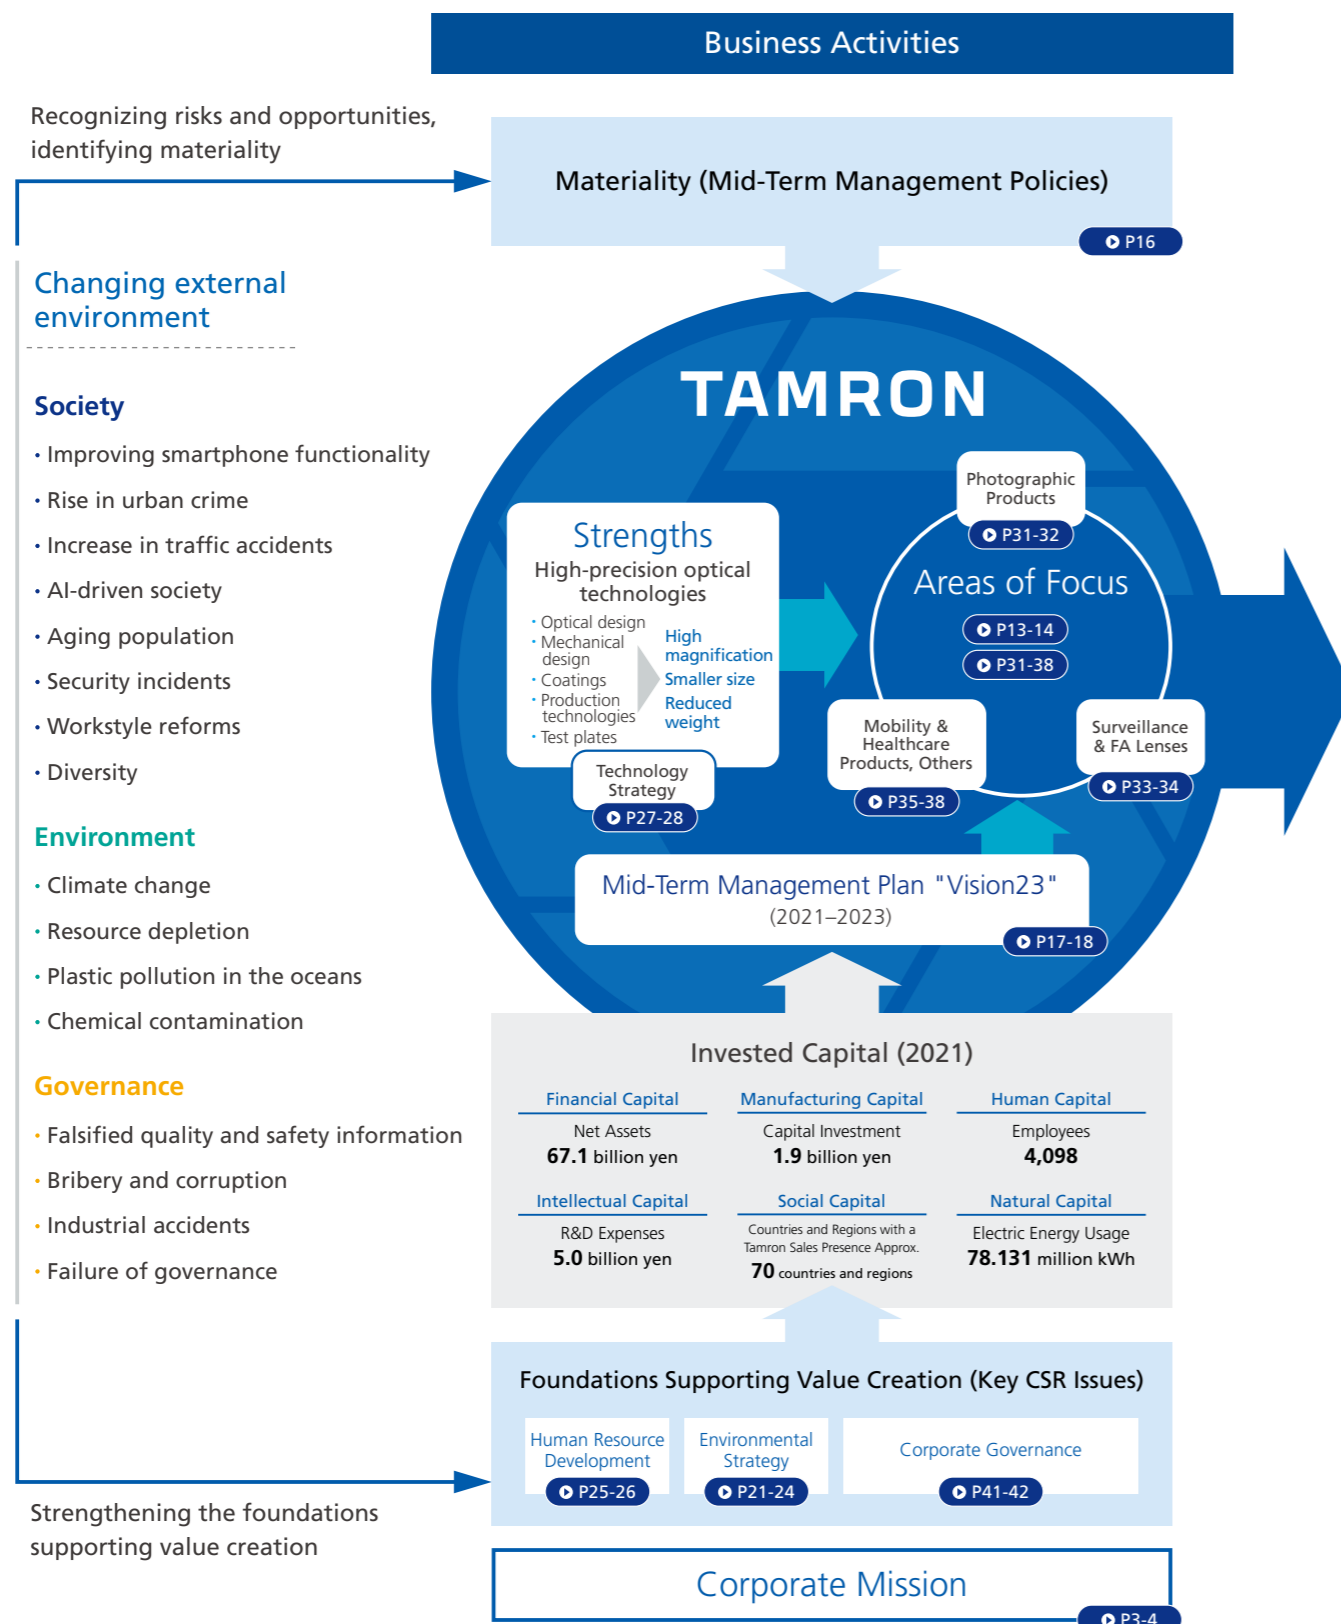 Business Activities
Recognizing risks and opportunities,
identifying materiality
Materiality (Mid-Term Management Policies)
P16
Changing external
environment
Society
· Improving smartphone functionality
· Rise in urban crime
· Increase in traffic accidents
· AI-driven society
· Aging population
· Security incidents
· Workstyle reforms
· Diversity
Environment
· Climate change
· Resource depletion
· Plastic pollution in the oceans
· Chemical contamination
Governance
· Falsified quality and safety information
· Bribery and corruption
· Industrial accidents
· Failure of governance
TAMRON
Strengths
High-precision optical
technologies
· Optical design
· Mechanical
design
· Coatings
· Production
technologies
· Test plates
High
magnification
Smaller size
Reduced
weight
Technology
Strategy
P27-28
Photographic
Products
P31-32
Areas of Focus
P13-14
P31-38
Mobility &
Healthcare
Products, Others
P35-38
Surveillance
& FA Lenses
P33-34
Mid-Term Management Plan "Vision23"
(2021–2023)
P17-18
Invested Capital (2021)
Financial Capital
Net Assets
67.1 billion yen
Manufacturing Capital
Capital Investment
1.9 billion yen
Human Capital
Employees
4,098
Intellectual Capital
R&D Expenses
5.0 billion yen
Social Capital
Countries and Regions with a
Tamron Sales Presence Approx.
70 countries and regions
Natural Capital
Electric Energy Usage
78.131 million kWh
Foundations Supporting Value Creation (Key CSR Issues)
Human Resource
Development
P25-26
Environmental
Strategy
P21-24
Corporate Governance
P41-42
Strengthening the foundations
supporting value creation
Corporate Mission
P3-4